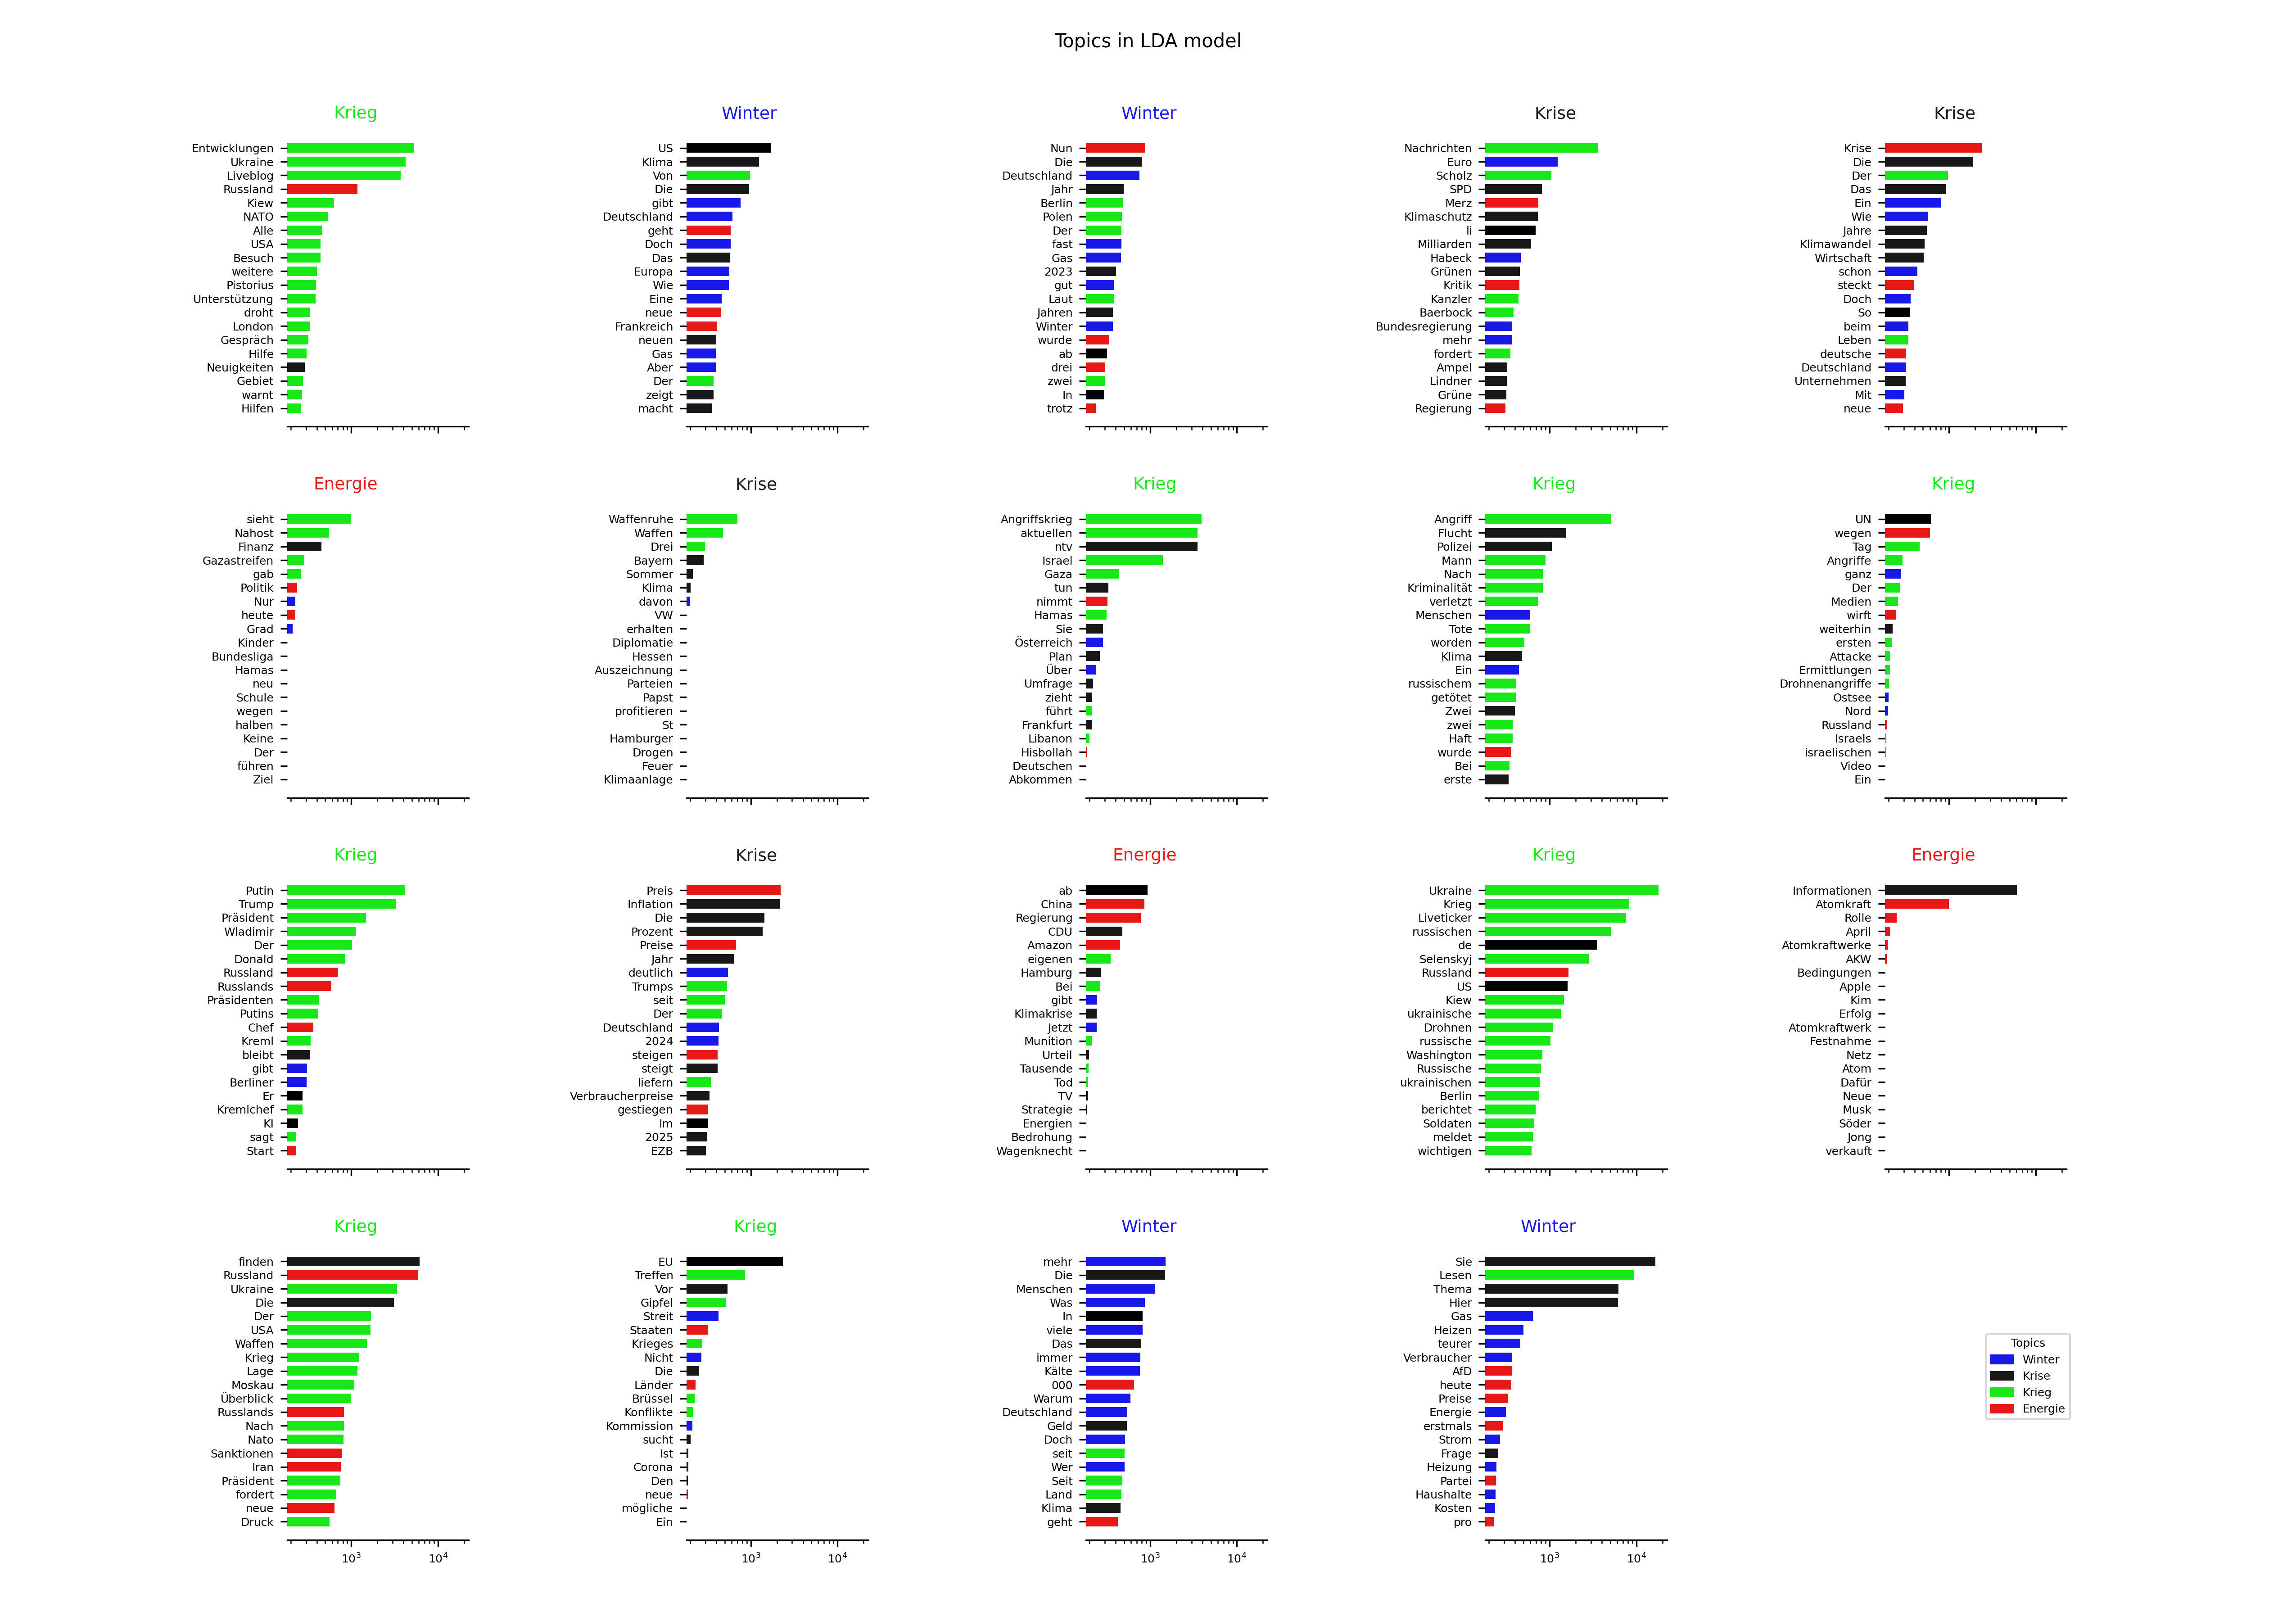 Topics in LDA model
Krieg
Entwicklungen
Ukraine
Liveblog
Russland
Kiew
NATO
Alle
USA
Besuch
weitere
Pistorius
Unterstützung
droht
London
Gespräch
Hilfe
Neuigkeiten
Gebiet
warnt
Hilfen
Winter
US
Klima
Von
Die
gibt
Deutschland
geht
Doch
Das
Europa
Wie
Eine
neue
Frankreich
neuen
Gas
Aber
Der
zeigt
macht
Winter
Nun
Die
Deutschland
Jahr
Berlin
Polen
Der
fast
Gas
2023
gut
Laut
Jahren
Winter
wurde
ab
drei
zwei
In
trotz
Krise
Nachrichten
Euro
Scholz
SPD
Merz
Klimaschutz
li
Milliarden
Habeck
Grünen
Kritik
Kanzler
Baerbock
Bundesregierung
mehr
fordert
Ampel
Lindner
Grüne
Regierung
Krise
Krise
Die
Der
Das
Ein
Wie
Jahre
Klimawandel
Wirtschaft
schon
steckt
Doch
So
beim
Leben
deutsche
Deutschland
Unternehmen
Mit
neue
Energie
sieht
Nahost
Finanz
Gazastreifen
gab
Politik
Nur
heute
Grad
Kinder
Bundesliga
Hamas
neu
Schule
wegen
halben
Keine
Der
führen
Ziel
Krise
Waffenruhe
Waffen
Drei
Bayern
Sommer
Klima
davon
VW
erhalten
Diplomatie
Hessen
Auszeichnung
Parteien
Papst
profitieren
St
Hamburger
Drogen
Feuer
Klimaanlage
Krieg
Angriffskrieg
aktuellen
ntv
Israel
Gaza
tun
nimmt
Hamas
Sie
Österreich
Plan
Über
Umfrage
zieht
führt
Frankfurt
Libanon
Hisbollah
Deutschen
Abkommen
Krieg
Angriff
Flucht
Polizei
Mann
Nach
Kriminalität
verletzt
Menschen
Tote
worden
Klima
Ein
russischem
getötet
Zwei
zwei
Haft
wurde
Bei
erste
Krieg
UN
wegen
Tag
Angriffe
ganz
Der
Medien
wirft
weiterhin
ersten
Attacke
Ermittlungen
Drohnenangriffe
Ostsee
Nord
Russland
Israels
israelischen
Video
Ein
Krieg
Putin
Trump
Präsident
Wladimir
Der
Donald
Russland
Russlands
Präsidenten
Putins
Chef
Kreml
bleibt
gibt
Berliner
Er
Kremlchef
KI
sagt
Start
Krise
Preis
Inflation
Die
Prozent
Preise
Jahr
deutlich
Trumps
seit
Der
Deutschland
2024
steigen
steigt
liefern
Verbraucherpreise
gestiegen
Im
2025
EZB
Energie
ab
China
Regierung
CDU
Amazon
eigenen
Hamburg
Bei
gibt
Klimakrise
Jetzt
Munition
Urteil
Tausende
Tod
TV
Strategie
Energien
Bedrohung
Wagenknecht
Krieg
Ukraine
Krieg
Liveticker
russischen
de
Selenskyj
Russland
US
Kiew
ukrainische
Drohnen
russische
Washington
Russische
ukrainischen
Berlin
berichtet
Soldaten
meldet
wichtigen
Energie
Informationen
Atomkraft
Rolle
April
Atomkraftwerke
AKW
Bedingungen
Apple
Kim
Erfolg
Atomkraftwerk
Festnahme
Netz
Atom
Dafür
Neue
Musk
Söder
Jong
verkauft
Krieg
finden
Russland
Ukraine
Die
Der
USA
Waffen
Krieg
Lage
Moskau
Überblick
Russlands
Nach
Nato
Sanktionen
Iran
Präsident
fordert
neue
Druck
10³ 10⁴
Krieg
EU
Treffen
Vor
Gipfel
Streit
Staaten
Krieges
Nicht
Die
Länder
Brüssel
Konflikte
Kommission
sucht
Ist
Corona
Den
neue
mögliche
Ein
10³ 10⁴
Winter
mehr
Die
Menschen
Was
In
viele
Das
immer
Kälte
000
Warum
Deutschland
Geld
Doch
seit
Wer
Seit
Land
Klima
geht
10³ 10⁴
Winter
Sie
Lesen
Thema
Hier
Gas
Heizen
teurer
Verbraucher
AfD
heute
Preise
Energie
erstmals
Strom
Frage
Heizung
Partei
Haushalte
Kosten
pro
10³ 10⁴
Topics
Winter
Krise
Krieg
Energie